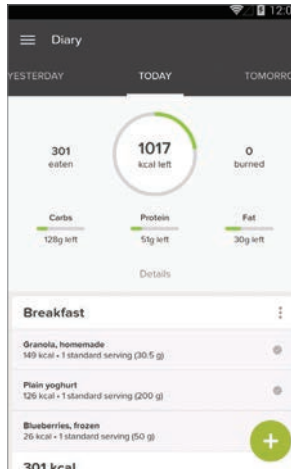 12:0
Diary
YESTERDAY TODAY TOMORRO
301 eaten
1017 kcal left
0 burned
Carbs Protein Fat
128g left 51g left 30g left
Details
Breakfast
Granola, homemade
149 kcal • 1 standard serving (30.5 g)
Plain yoghurt
126 kcal • 1 standard serving (200 g)
Blueberries, frozen
26 kcal • 1 standard serving (50 g)
301 kcal